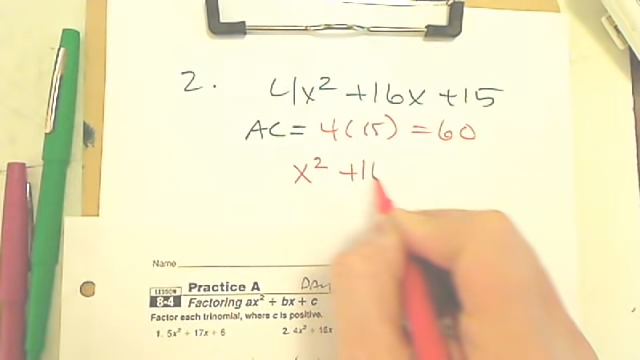 2. 4x² +16x +15
AC = 4(15) = 60
x² +16
Name
LESSON 8-4 Practice A Day
Factoring ax² + bx + c
Factor each trinomial, where c is positive.
1. 5x² + 17x + 6 2. 4x² + 16x